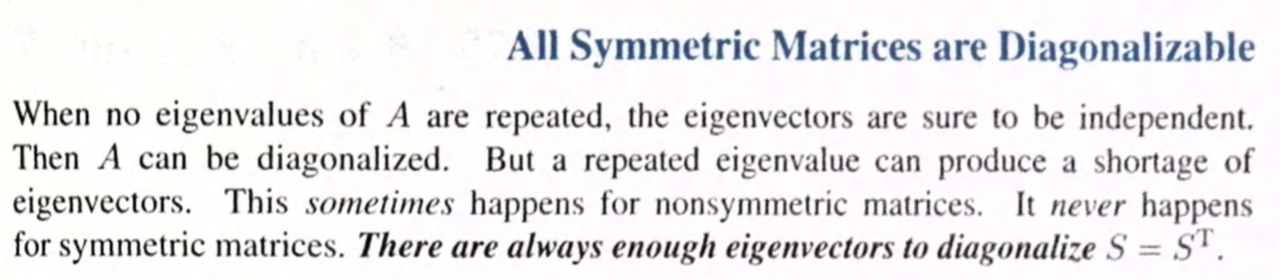 All Symmetric Matrices are Diagonalizable
When no eigenvalues of A are repeated, the eigenvectors are sure to be independent.
Then A can be diagonalized. But a repeated eigenvalue can produce a shortage of
eigenvectors. This sometimes happens for nonsymmetric matrices. It never happens
for symmetric matrices. There are always enough eigenvectors to diagonalize S = Sᵀ.